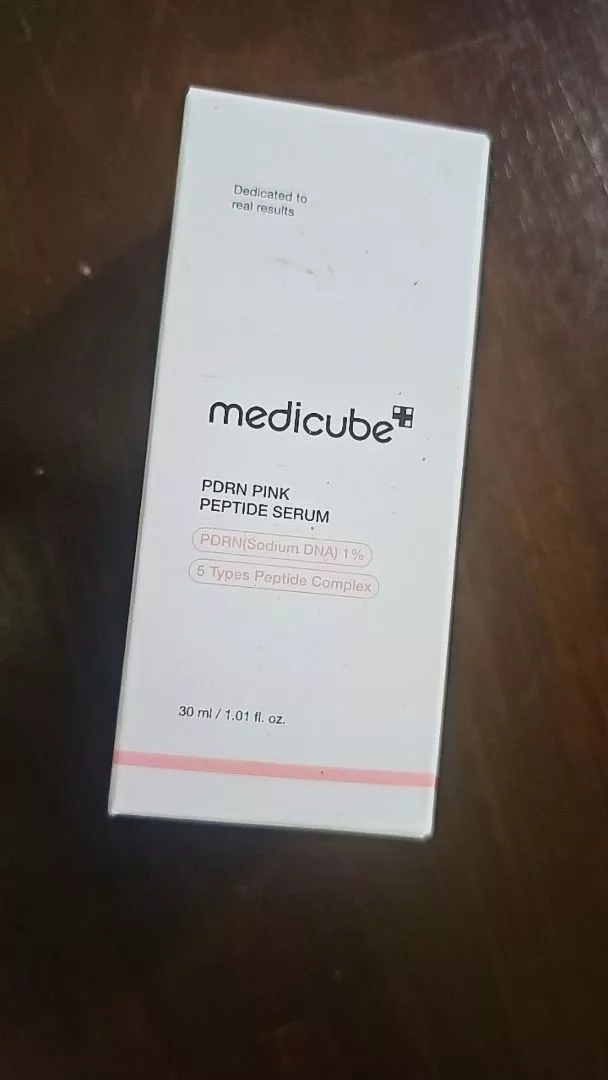 Dedicated to
real results
medicube
PDRN PINK
PEPTIDE SERUM
PDRN(Sodium DNA) 1%
5 Types Peptide Complex
30 ml / 1.01 fl. oz.